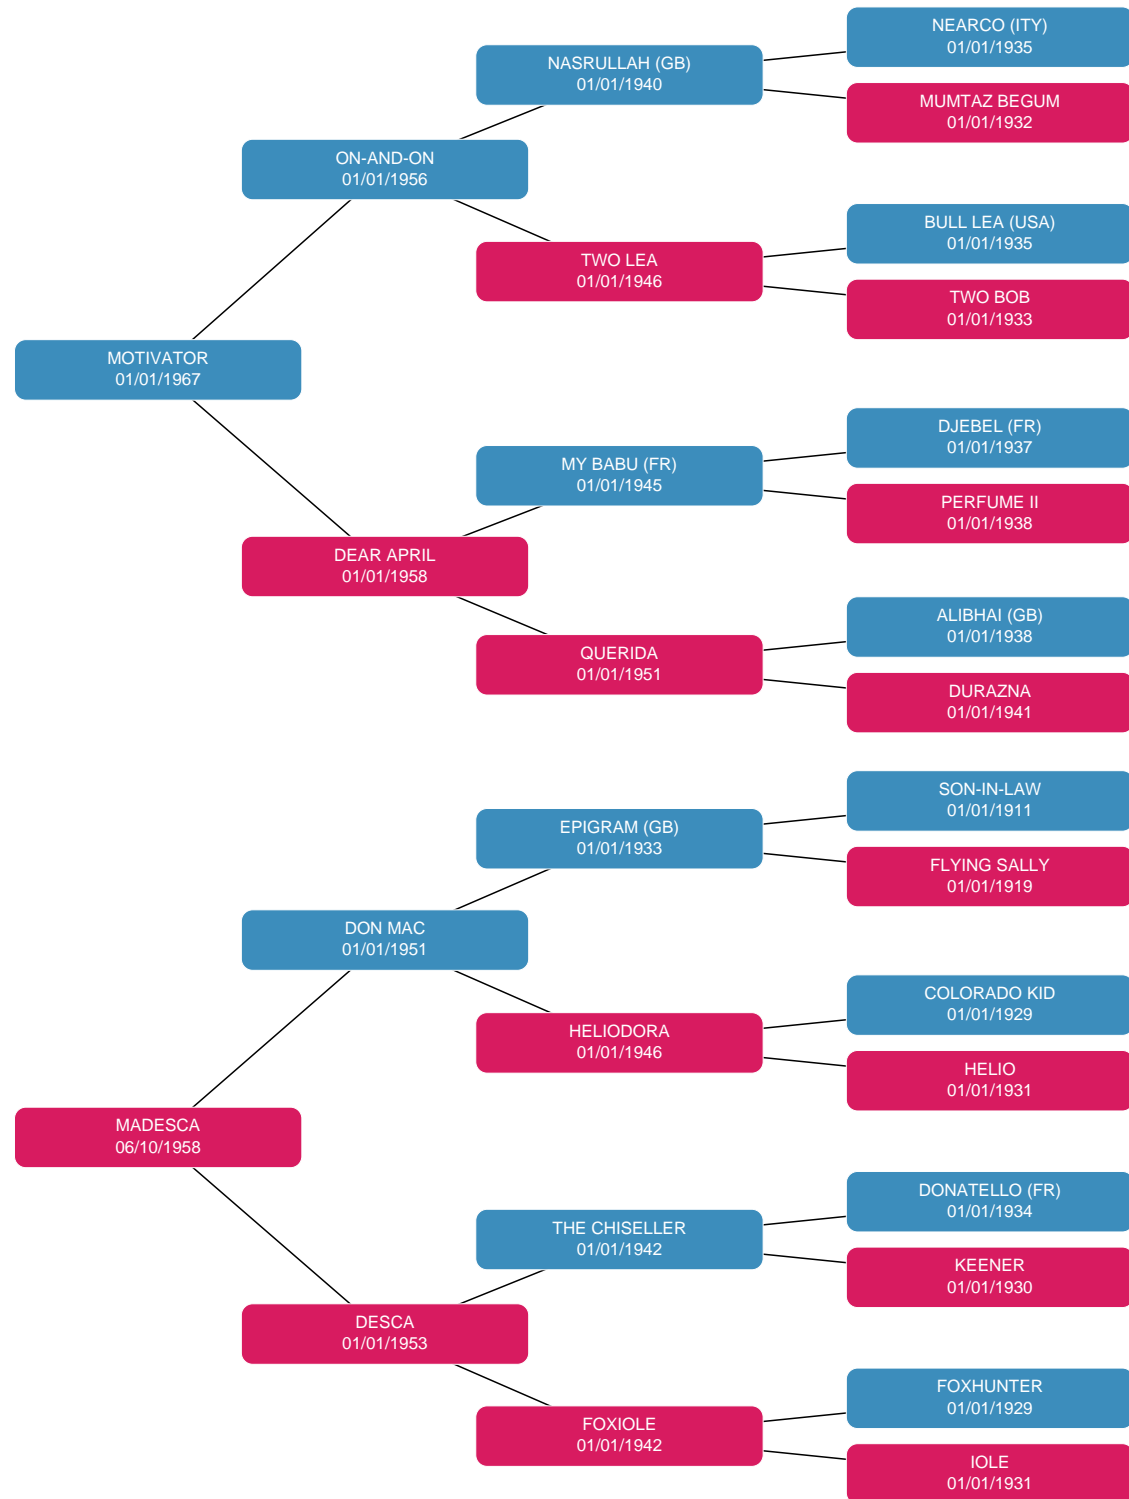 NEARCO (ITY)
01/01/1935
NASRULLAH (GB)
01/01/1940
MUMTAZ BEGUM
01/01/1932
ON-AND-ON
01/01/1956
BULL LEA (USA)
01/01/1935
TWO LEA
01/01/1946
TWO BOB
01/01/1933
MOTIVATOR
01/01/1967
DJEBEL (FR)
01/01/1937
MY BABU (FR)
01/01/1945
PERFUME II
01/01/1938
DEAR APRIL
01/01/1958
ALIBHAI (GB)
01/01/1938
QUERIDA
01/01/1951
DURAZNA
01/01/1941
SON-IN-LAW
01/01/1911
EPIGRAM (GB)
01/01/1933
FLYING SALLY
01/01/1919
DON MAC
01/01/1951
COLORADO KID
01/01/1929
HELIODORA
01/01/1946
HELIO
01/01/1931
MADESCA
06/10/1958
DONATELLO (FR)
01/01/1934
THE CHISELLER
01/01/1942
KEENER
01/01/1930
DESCA
01/01/1953
FOXHUNTER
01/01/1929
FOXIOLE
01/01/1942
IOLE
01/01/1931